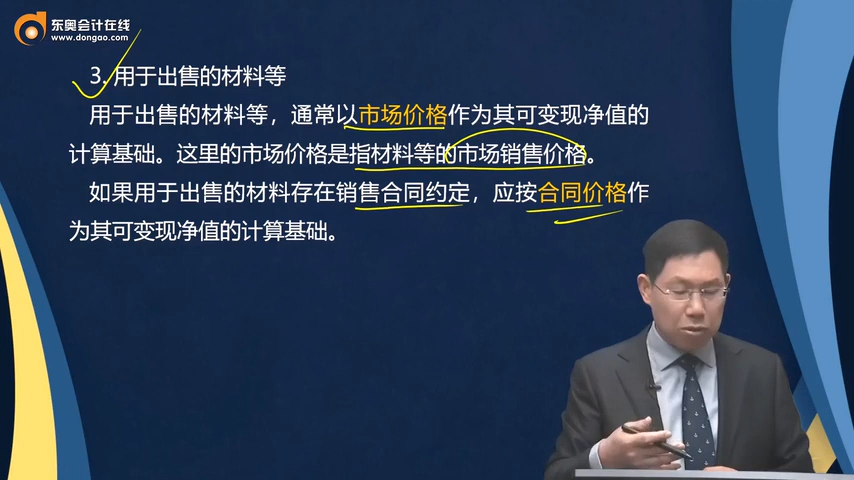 东奥会计在线
www.dongao.com
3. 用于出售的材料等
用于出售的材料等，通常以市场价格作为其可变现净值的
计算基础。这里的市场价格是指材料等的市场销售价格。
如果用于出售的材料存在销售合同约定，应按合同价格作
为其可变现净值的计算基础。